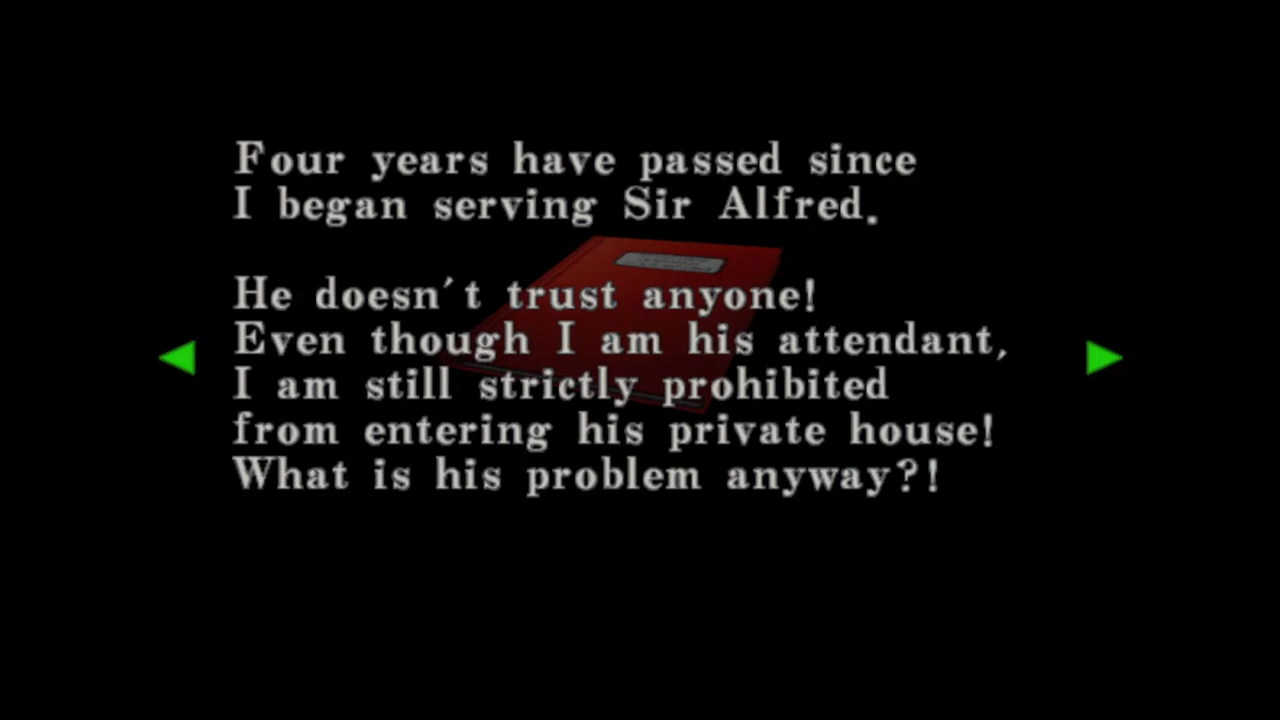 Four years have passed since
I began serving Sir Alfred.
He doesn't trust anyone!
Even though I am his attendant,
I am still strictly prohibited
from entering his private house!
What is his problem anyway?!